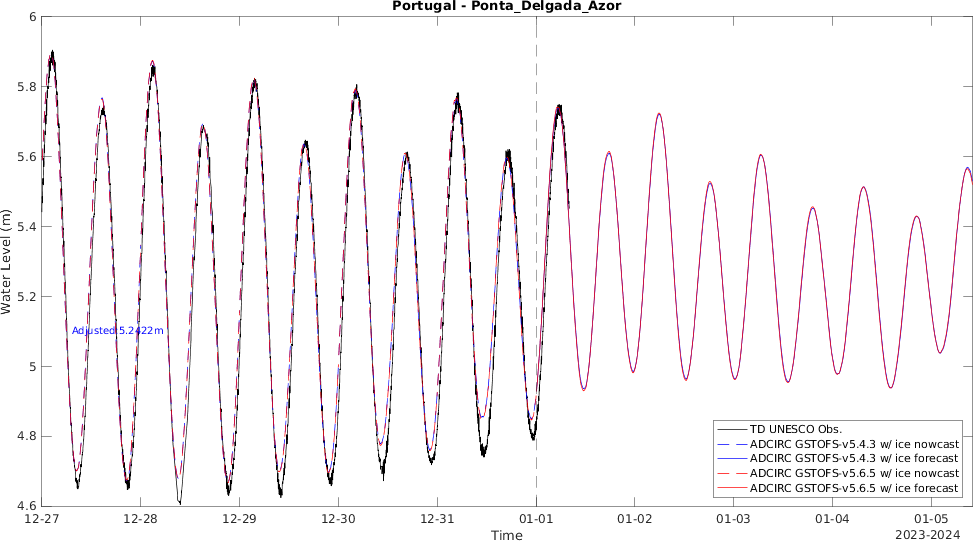 Portugal - Ponta_Delgada_Azor
6
5.8
5.6
5.4
5.2
5
4.8
4.6
Water Level (m)
Adjusted:5.2422m
TD UNESCO Obs.
ADCIRC GSTOFS-v5.4.3 w/ ice nowcast
ADCIRC GSTOFS-v5.4.3 w/ ice forecast
ADCIRC GSTOFS-v5.6.5 w/ ice nowcast
ADCIRC GSTOFS-v5.6.5 w/ ice forecast
12-27 12-28 12-29 12-30 12-31 01-01 01-02 01-03 01-04 01-05
Time
2023-2024